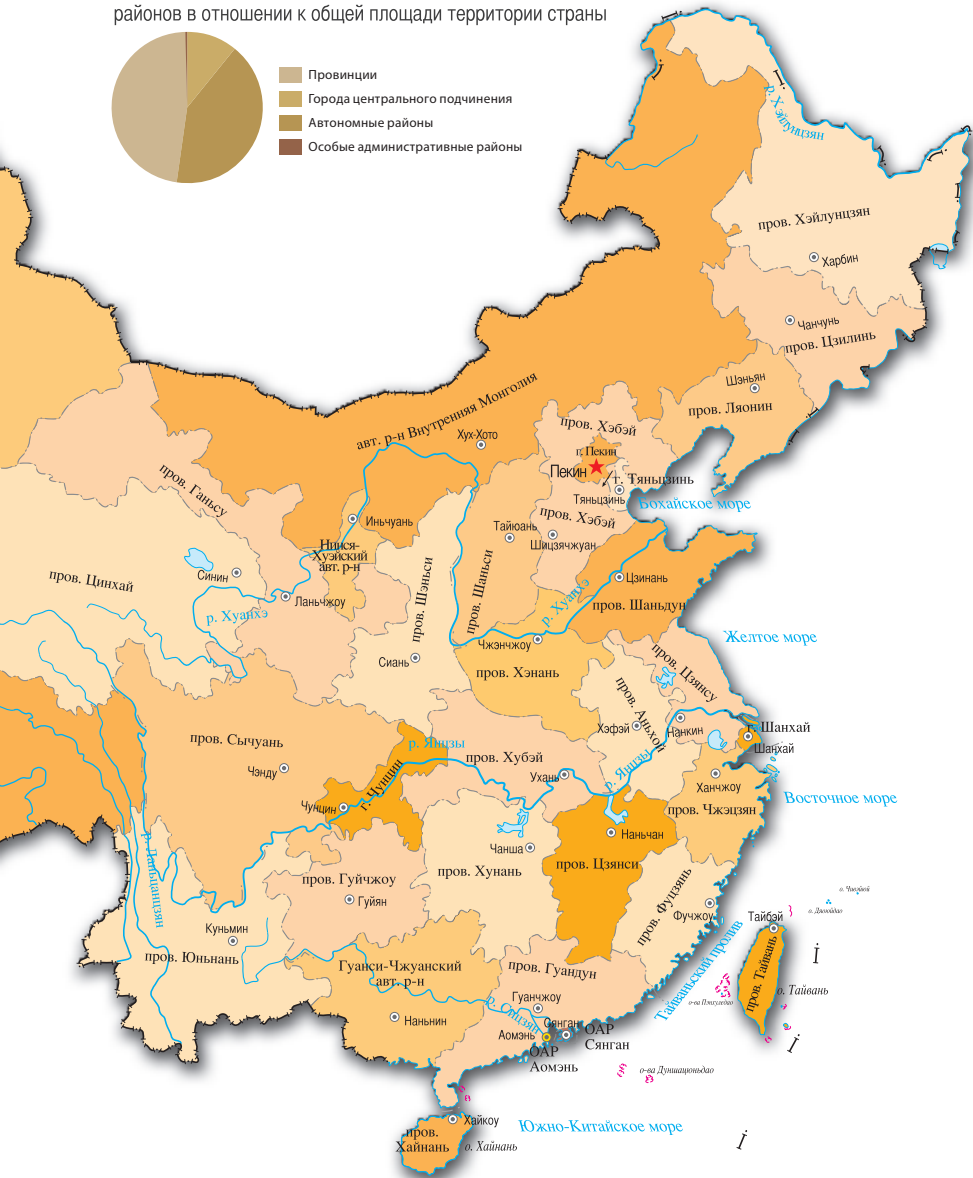 районов в отношении к общей площади территории страны
Провинции
Города центрального подчинения
Автономные районы
Особые административные районы
р. Хэйлунцзян
пров. Хэйлунцзян
Харбин
Чанчунь
пров. Цзилинь
Шэньян
пров. Ляонин
авт. р-н Внутренняя Монголия
Хух-Хото
пров. Хэбэй
г. Пекин
Пекин
г. Тяньцзинь
Тяньцзинь
Бохайское море
пров. Хэбэй
Шицзячжуан
Тайюань
пров. Ганьсу
Иньчуань
Нинся-
Хуэйский
авт. р-н
пров. Цинхай
Синин
Ланьчжоу
р. Хуанхэ
пров. Шэньси
пров. Шаньси
р. Хуанхэ
Цзинань
пров. Шаньдун
Желтое море
Чжэнчжоу
Сиань
пров. Хэнань
пров. Цзянсу
пров. Аньхой
Хэфэй
Нанкин
г. Шанхай
Шанхай
пров. Сычуань
Чэнду
р. Янцзы
пров. Хубэй
Ухань
р. Янцзы
Ханчжоу
пров. Чжэцзян
Восточное море
Чунцин
г. Чунцин
Наньчан
Чанша
пров. Цзянси
пров. Хунань
р. Ланьцанцзян
пров. Гуйчжоу
Гуйян
пров. Фуцзянь
Фучжоу
Куньмин
пров. Юньнань
Гуанси-Чжуанский
авт. р-н
Наньнин
пров. Гуандун
Гуанчжоу
р. Сицзян
Сянган
ОАР
Сянган
Аомэнь
ОАР
Аомэнь
Тайваньский пролив
Тайбэй
пров. Тайвань
о. Тайвань
о-ва Пэнхуледао
о-ва Дуншацюньдао
Хайкоу
пров.
Хайнань
о. Хайнань
Южно-Китайское море